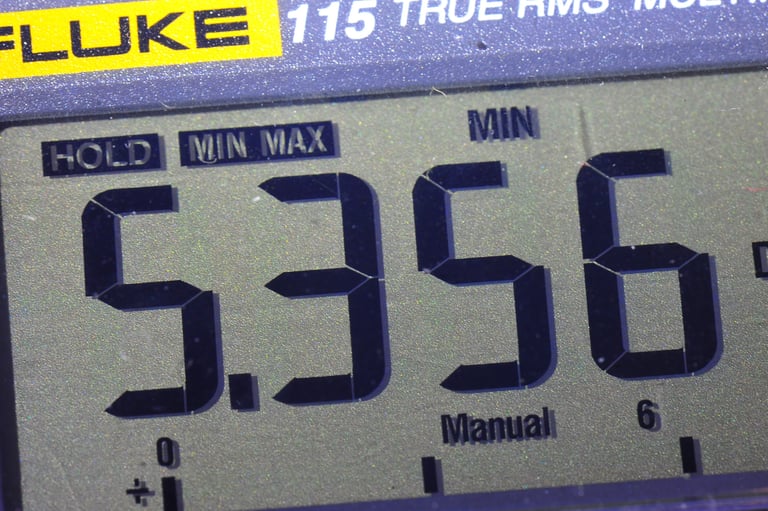 FLUKE 115 TRUE RMS
HOLD MIN MAX MIN
5.356
Manual 6
0
÷